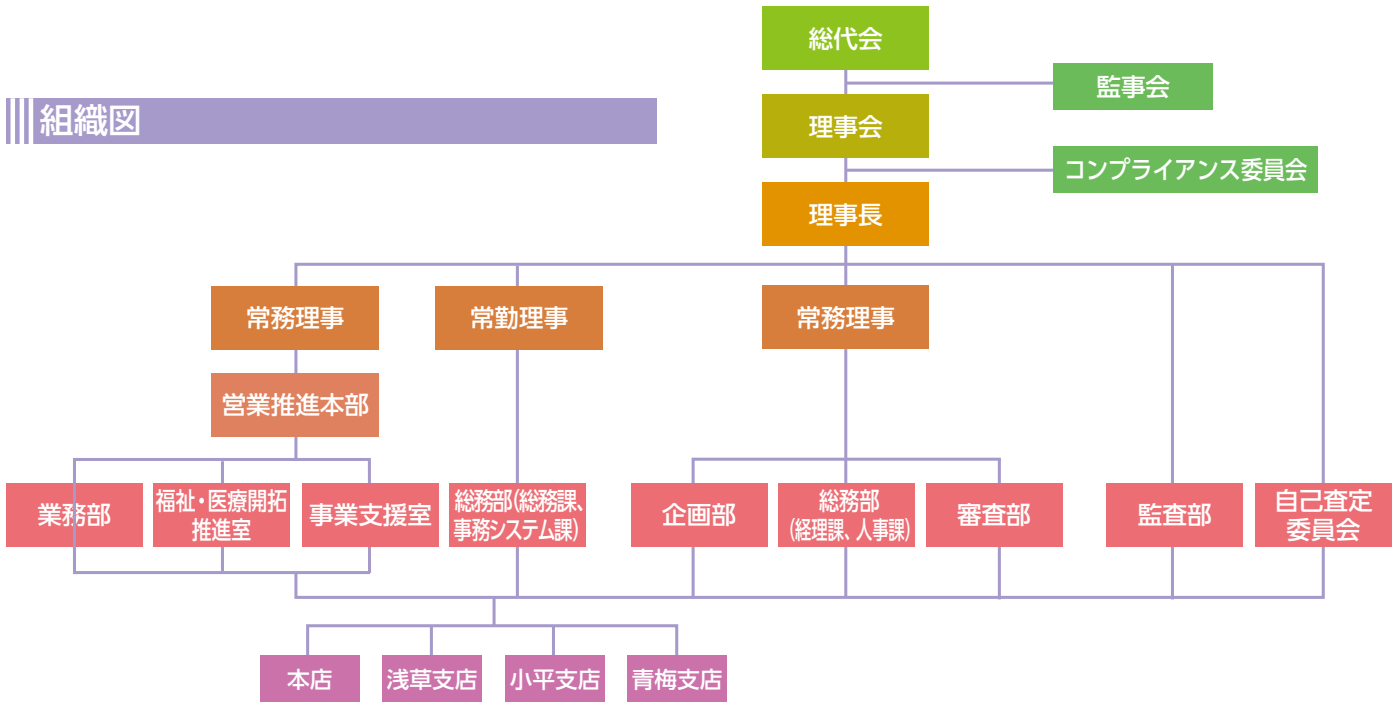 総代会
監事会
組織図
理事会
コンプライアンス委員会
理事長
常務理事
常勤理事
常務理事
営業推進本部
業務部
福祉・医療開拓
推進室
事業支援室
総務部(総務課、
事務システム課)
企画部
総務部
(経理課、人事課)
審査部
監査部
自己査定
委員会
本店
浅草支店
小平支店
青梅支店